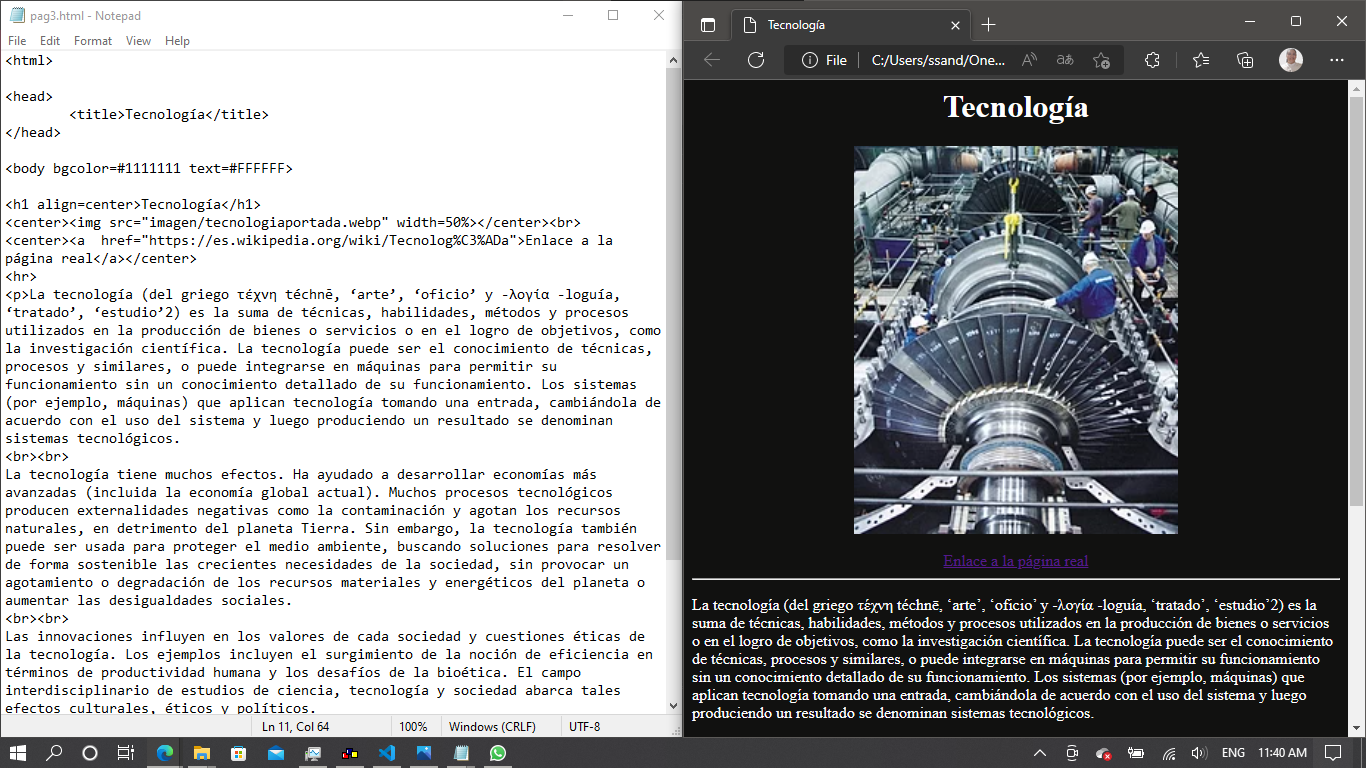 pag3.html - Notepad
File Edit Format View Help
<html>
<head>
<title>Tecnología</title>
</head>
<body bgcolor=#1111111 text=#FFFFFF>
<h1 align=center>Tecnología</h1>
<center><img src="imagen/tecnologiaportada.webp" width=50%></center><br>
<center><a  href="https://es.wikipedia.org/wiki/Tecnolog%C3%ADa">Enlace a la
página real</a></center>
<hr>
<p>La tecnología (del griego τέχνη téchnē, ‘arte’, ‘oficio’ y -λογία -loguía,
‘tratado’, ‘estudio’2) es la suma de técnicas, habilidades, métodos y procesos
utilizados en la producción de bienes o servicios o en el logro de objetivos, como
la investigación científica. La tecnología puede ser el conocimiento de técnicas,
procesos y similares, o puede integrarse en máquinas para permitir su
funcionamiento sin un conocimiento detallado de su funcionamiento. Los sistemas
(por ejemplo, máquinas) que aplican tecnología tomando una entrada, cambiándola de
acuerdo con el uso del sistema y luego produciendo un resultado se denominan
sistemas tecnológicos.
<br><br>
La tecnología tiene muchos efectos. Ha ayudado a desarrollar economías más
avanzadas (incluida la economía global actual). Muchos procesos tecnológicos
producen externalidades negativas como la contaminación y agotan los recursos
naturales, en detrimento del planeta Tierra. Sin embargo, la tecnología también
puede ser usada para proteger el medio ambiente, buscando soluciones para resolver
de forma sostenible las crecientes necesidades de la sociedad, sin provocar un
agotamiento o degradación de los recursos materiales y energéticos del planeta o
aumentar las desigualdades sociales.
<br><br>
Las innovaciones influyen en los valores de cada sociedad y cuestiones éticas de
la tecnología. Los ejemplos incluyen el surgimiento de la noción de eficiencia en
términos de productividad humana y los desafíos de la bioética. El campo
interdisciplinario de estudios de ciencia, tecnología y sociedad abarca tales
efectos culturales, éticos y políticos.
Ln 11, Col 64 100% Windows (CRLF) UTF-8
Tecnología
File C:/Users/ssand/One...
Tecnología
Enlace a la página real
La tecnología (del griego τέχνη téchnē, ‘arte’, ‘oficio’ y -λογία -loguía, ‘tratado’, ‘estudio’2) es la
suma de técnicas, habilidades, métodos y procesos utilizados en la producción de bienes o servicios
o en el logro de objetivos, como la investigación científica. La tecnología puede ser el conocimiento
de técnicas, procesos y similares, o puede integrarse en máquinas para permitir su funcionamiento
sin un conocimiento detallado de su funcionamiento. Los sistemas (por ejemplo, máquinas) que
aplican tecnología tomando una entrada, cambiándola de acuerdo con el uso del sistema y luego
produciendo un resultado se denominan sistemas tecnológicos.
ENG 11:40 AM